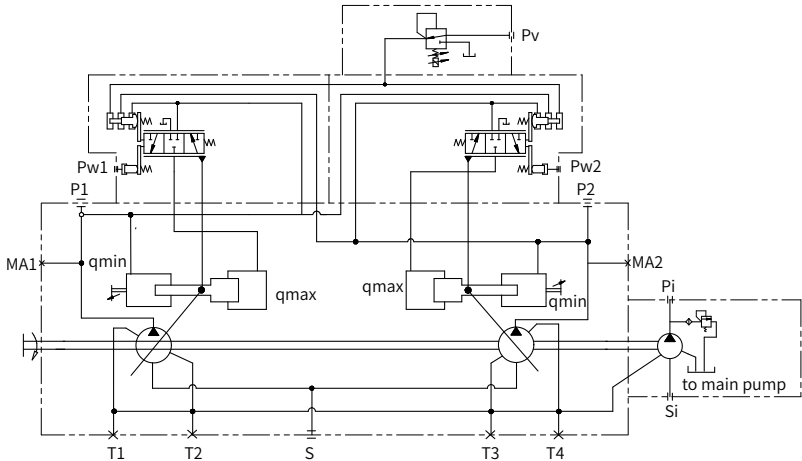 Pv
Pw1
Pw2
P1
P2
MA1
qmin
MA2
qmax
qmax
qmin
Pi
to main pump
Si
T1
T2
S
T3
T4